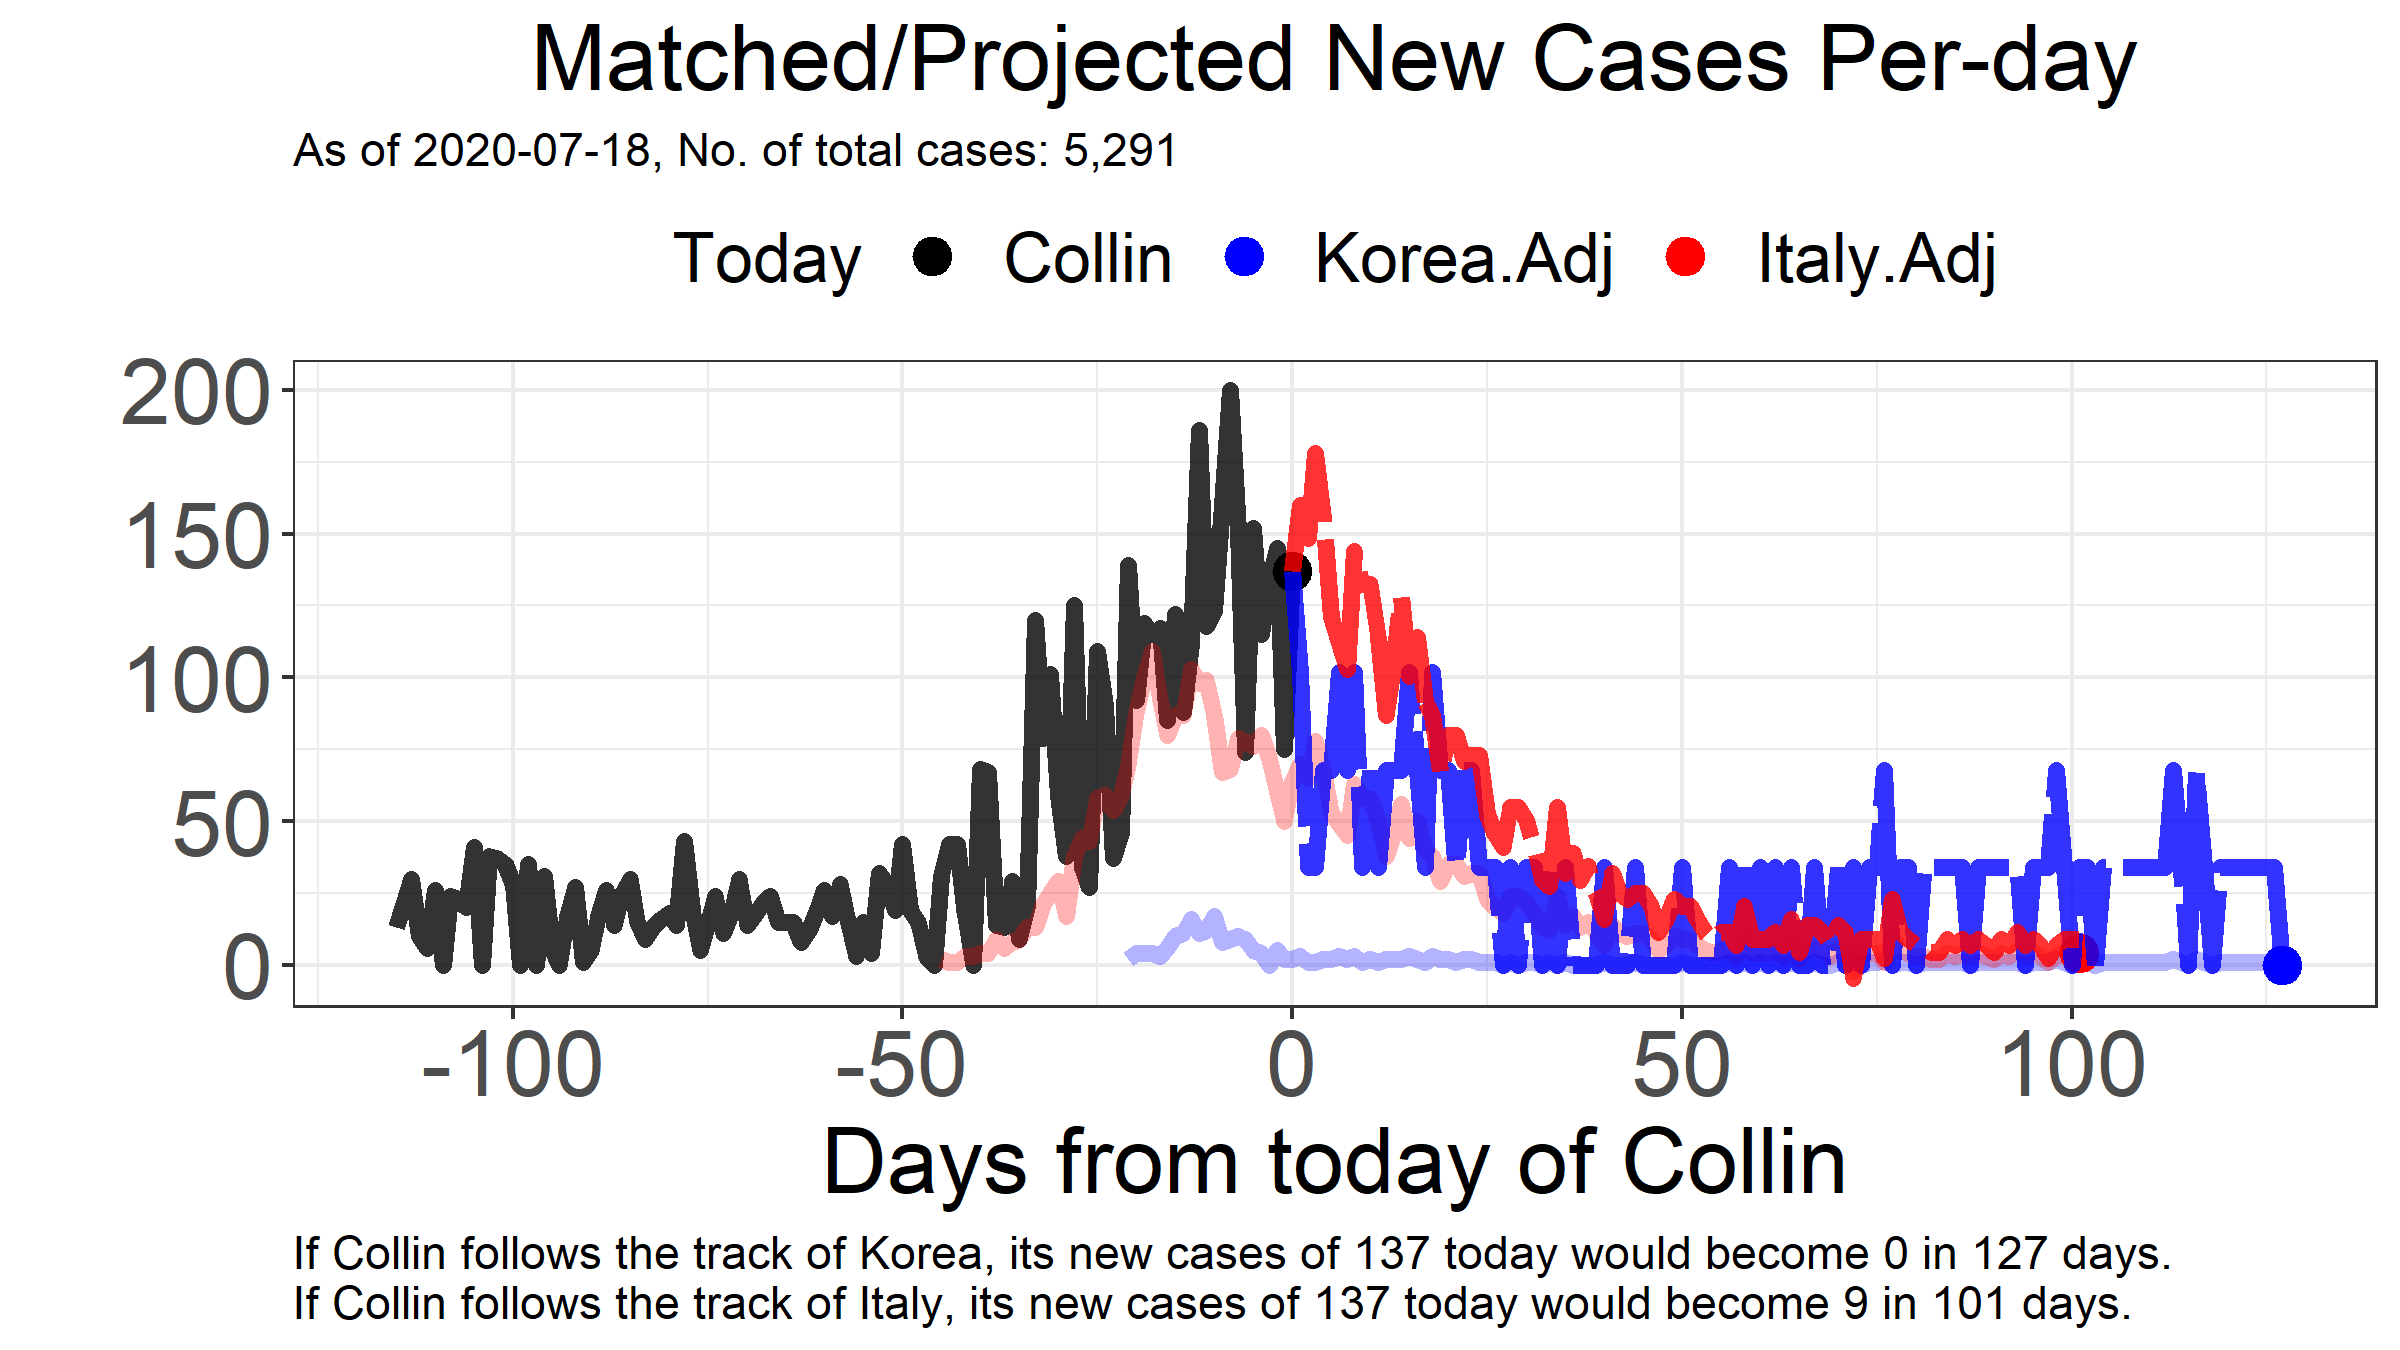 Matched/Projected New Cases Per-day
As of 2020-07-18, No. of total cases: 5,291
Today Collin Korea.Adj Italy.Adj
200
150
100
50
0
-100 -50 0 50 100
Days from today of Collin
If Collin follows the track of Korea, its new cases of 137 today would become 0 in 127 days.
If Collin follows the track of Italy, its new cases of 137 today would become 9 in 101 days.